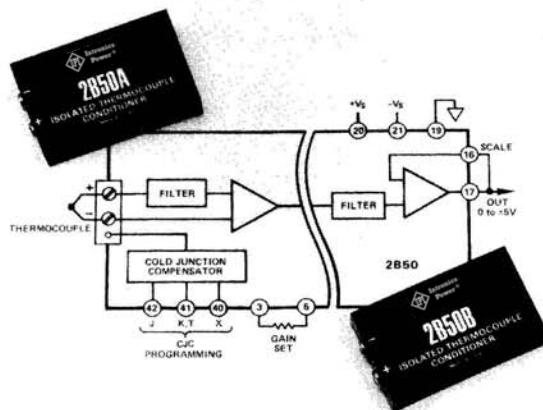 Intronics
Power®
2B50A
ISOLATED THERMOCOUPLE
CONDITIONER
+Vs
-Vs
20
21
19
SCALE
16
17
OUT
0 to ±5V
+
FILTER
-
THERMOCOUPLE
FILTER
COLD JUNCTION
COMPENSATOR
2B50
42
41
40
3
6
J
K,T
X
CJC
PROGRAMMING
GAIN
SET
Intronics
Power®
2B50B
ISOLATED THERMOCOUPLE
CONDITIONER